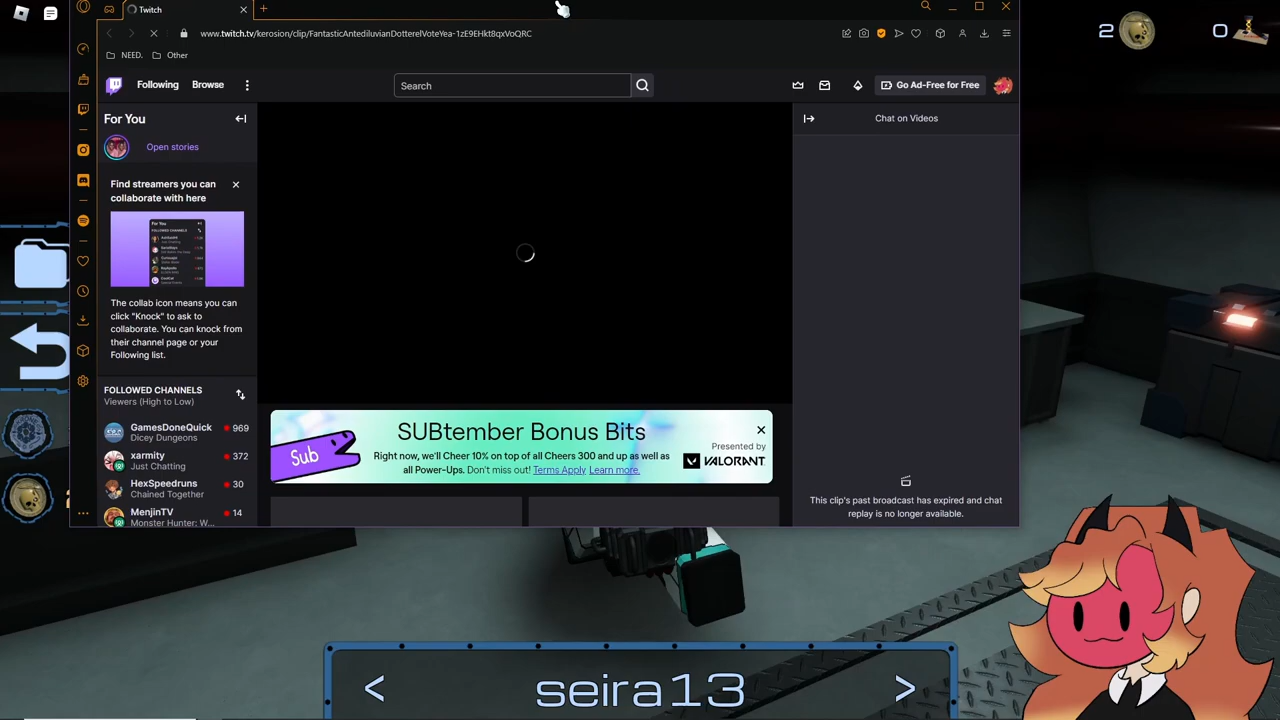 Twitch
www.twitch.tv/kerosion/clip/FantasticAntediluvianDotterelVoteYea-1zE9EHkt8qxVoQRC
NEED.
Other
2
0
Following
Browse
Search
Go Ad-Free for Free
For You
Open stories
Find streamers you can
collaborate with here
The collab icon means you can
click "Knock" to ask to
collaborate. You can knock from
their channel page or your
Following list.
FOLLOWED CHANNELS
Viewers (High to Low)
GamesDoneQuick
969
Dicey Dungeons
xarmity
372
Just Chatting
HexSpeedruns
30
Chained Together
MenjinTV
14
Monster Hunter: W...
Sub
SUBtember Bonus Bits
Right now, we'll Cheer 10% on top of all Cheers 300 and up as well
as all Power-Ups. Don't miss out! Terms Apply Learn more.
Presented by
VALORANT
Chat on Videos
This clip's past broadcast has expired and chat
replay is no longer available.
< seira13 >